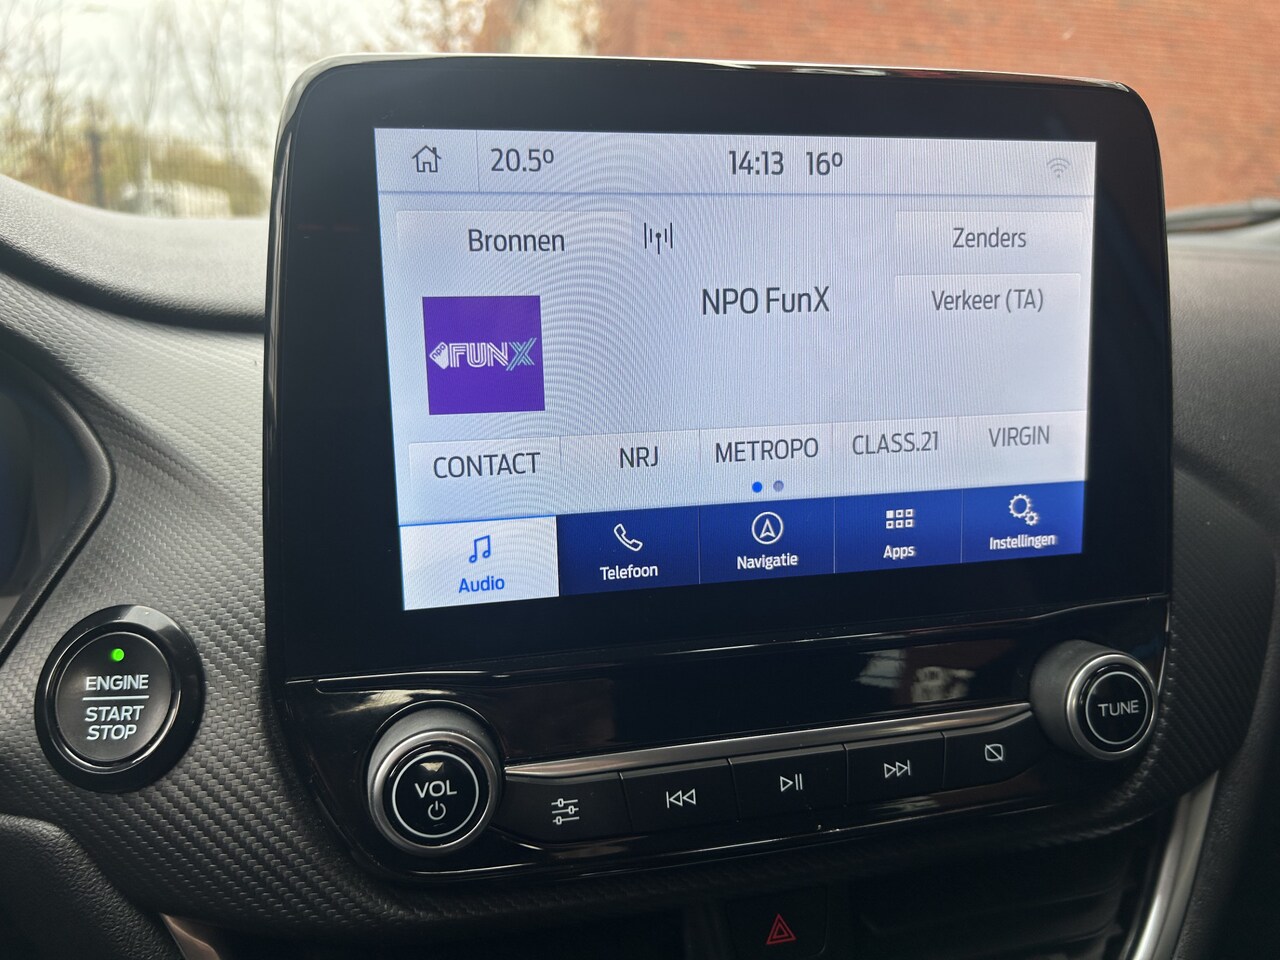 20.5º
14:13 16º
Bronnen
Zenders
NPO FunX
Verkeer (TA)
npo FUNX
CONTACT
NRJ
METROPO
CLASS.21
VIRGIN
Audio
Telefoon
Navigatie
Apps
Instellingen
ENGINE
START
STOP
VOL
TUNE